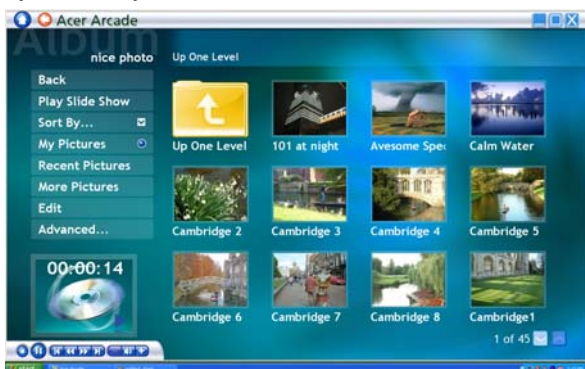 Acer Arcade
Album
nice photo
Up One Level
Back
Play Slide Show
Sort By...
My Pictures
Recent Pictures
More Pictures
Edit
Advanced...
00:00:14
Up One Level
101 at night
Avesome Spe
Calm Water
Cambridge 2
Cambridge 3
Cambridge 4
Cambridge 5
Cambridge 6
Cambridge 7
Cambridge 8
Cambridge1
1 of 45